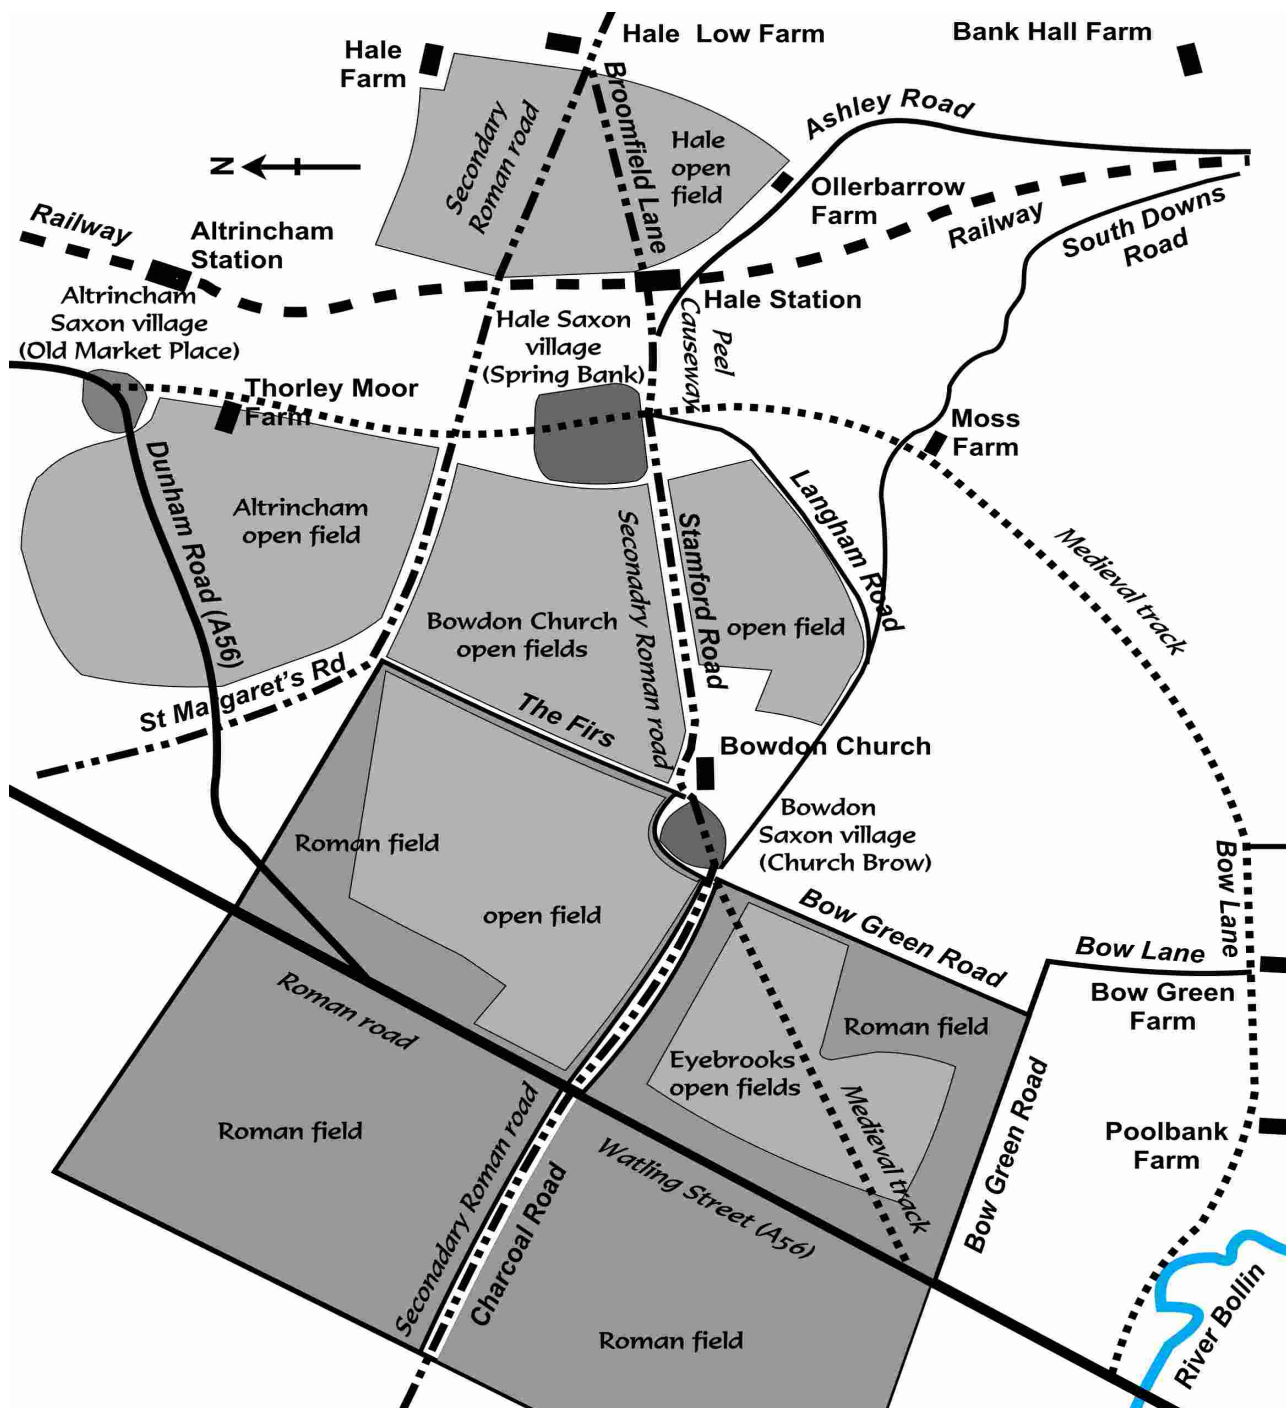 Hale Low Farm
Bank Hall Farm
Hale
Farm
Broomfield Lane
Ashley Road
Secondary
Roman road
Hale
open
field
N
Ollerbarrow
Farm
Railway
South Downs
Road
Railway
Altrincham
Station
Hale Station
Altrincham
Saxon village
(Old Market Place)
Hale Saxon
village
(Spring Bank)
Peel
Causeway
Thorley Moor
Farm
Moss
Farm
Dunham Road (A56)
Altrincham
open field
Langham Road
Seconadry Roman road
Stamford Road
Medieval track
Bowdon Church
open fields
open field
St Margaret's Rd
The Firs
Bowdon Church
Bowdon
Saxon village
(Church Brow)
Roman field
open field
Bow Green Road
Bow Lane
Bow Lane
Bow Green
Farm
Roman road
Roman field
Eyebrooks
open fields
Medieval track
Bow Green Road
Roman field
Poolbank
Farm
Seconadary Roman road
Charcoal Road
Watling Street (A56)
Roman field
River Bollin